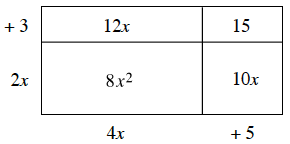 + 3 12x 15
2x 8x² 10x
4x + 5